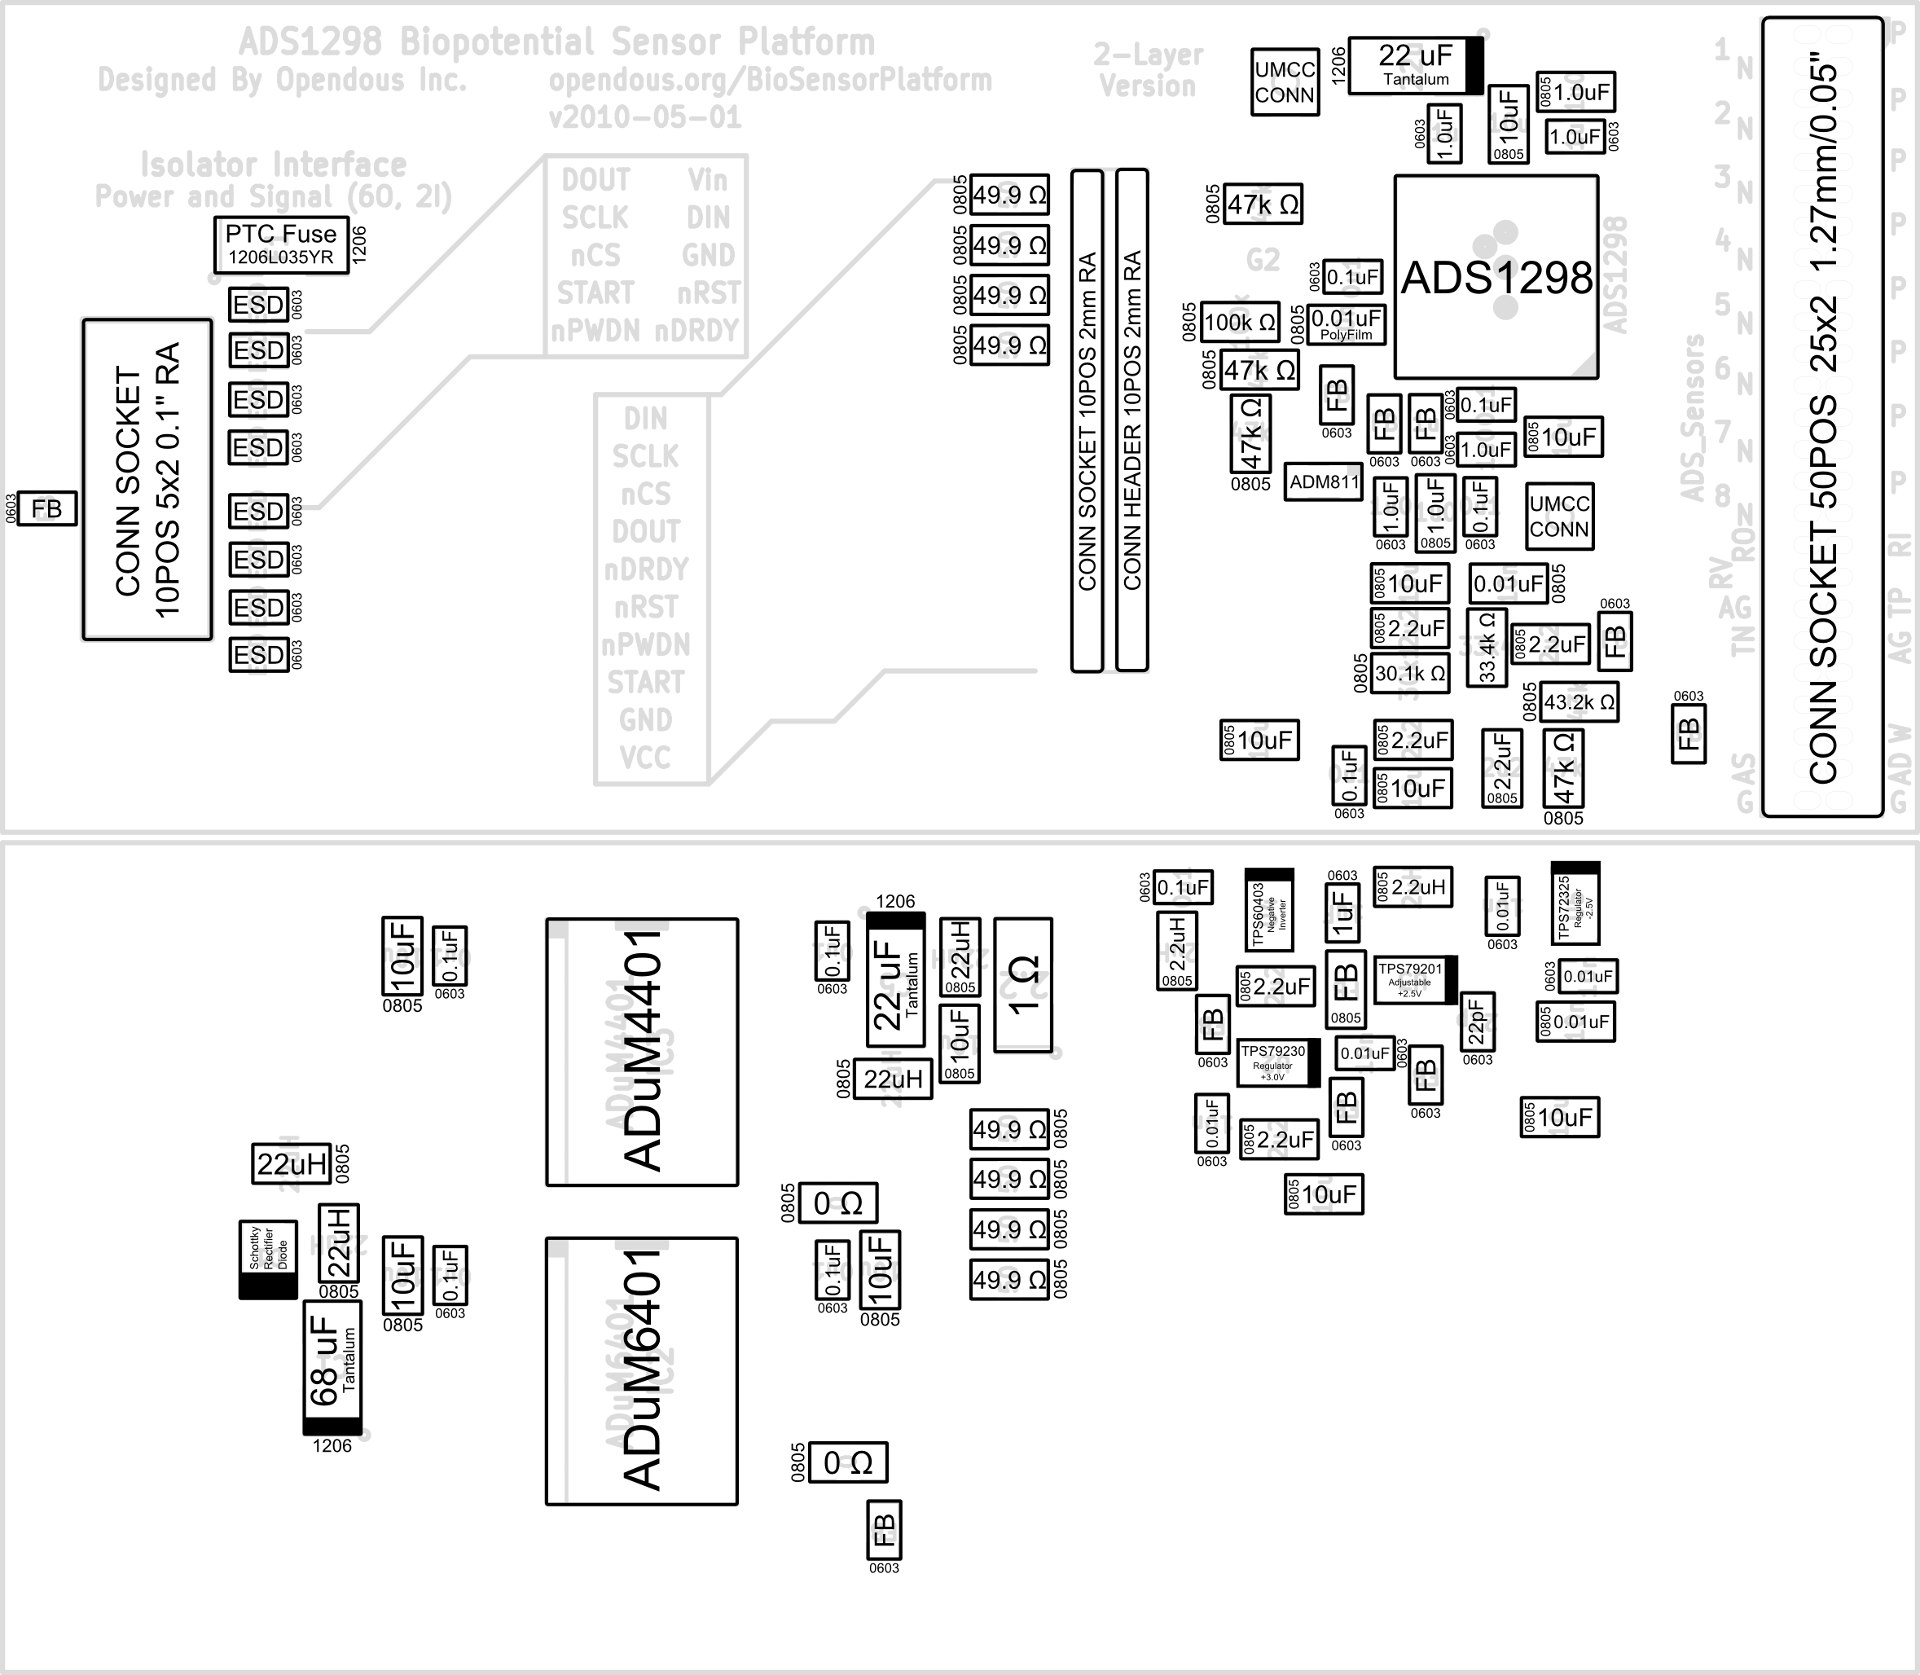 ADS1298 Biopotential Sensor Platform
Designed By Opendous Inc. opendous.org/BioSensorPlatform
v2010-05-01
2-Layer
Version
Isolator Interface
Power and Signal (6O, 2I)
PTC Fuse
1206L035YR
1206
ESD 0603
ESD 0603
ESD 0603
ESD 0603
ESD 0603
ESD 0603
ESD 0603
ESD 0603
CONN SOCKET
10POS 5x2 0.1" RA
0603 FB
DOUT Vin
SCLK DIN
nCS GND
START nRST
nPWDN nDRDY
DIN
SCLK
nCS
DOUT
nDRDY
nRST
nPWDN
START
GND
VCC
0805 49.9 Ω
0805 49.9 Ω
0805 49.9 Ω
0805 49.9 Ω
CONN SOCKET 10POS 2mm RA
CONN HEADER 10POS 2mm RA
UMCC
CONN
1206
22 uF
Tantalum
0603 1.0uF
10uF 0805
0805 1.0uF
1.0uF 0603
0805 47k Ω
G2
ADS1298
ADS1298
0603 0.1uF
0805 100k Ω
0805 0.01uF
PolyFilm
0805 47k Ω
47k Ω
0805
FB
0603
FB
0603
FB
0603
0603 0.1uF
0603 1.0uF
0805 10uF
ADM811
1.0uF
0603
1.0uF
0805
0.1uF
0603
UMCC
CONN
0805 10uF
0.01uF 0805
0805 2.2uF
33.4k Ω
0805 2.2uF
0603
FB
0805 30.1k Ω
0805 43.2k Ω
0603
FB
0805 10uF
0805 2.2uF
0.1uF
0603
0805 10uF
2.2uF
0805
47k Ω
0805
ADS_Sensors
1 N P
2 N P
3 N P
4 N P
5 N P
6 N P
7 N P
8 N P
RO RI
RV
AG TP
TN AG
W
AS AD
G G
CONN SOCKET 50POS 25x2 1.27mm/0.05"
10uF
0805
0.1uF
0603
ADuM4401
ADuM4401
IC3
0.1uF
0603
1206
22 uF
Tantalum
22uH
0805
10uF
0805
1 Ω
0805 22uH
0603 0.1uF
2.2uH
0805
TPS60403
Negative
Inverter
0603
1uF
0805 2.2uH
0.01uF
0603
TPS72325
Regulator
-2.5V
0805 2.2uF
FB
0805
TPS79201
Adjustable
+2.5V
0603 0.01uF
0805 0.01uF
FB
0603
TPS79230
Regulator
+3.0V
0.01uF 0603
22pF
0603
FB
0603
FB
0603
0.01uF
0603
0805 2.2uF
0805 10uF
0805 10uF
49.9 Ω 0805
49.9 Ω 0805
49.9 Ω 0805
49.9 Ω 0805
22uH 0805
Schottky
Rectifier
Diode
22uH
0805
10uF
0805
0.1uF
0603
68 uF
Tantalum
1206
ADuM6401
ADuM6401
IC2
0805 0 Ω
0.1uF
0603
10uF
0805
0805 0 Ω
FB
0603